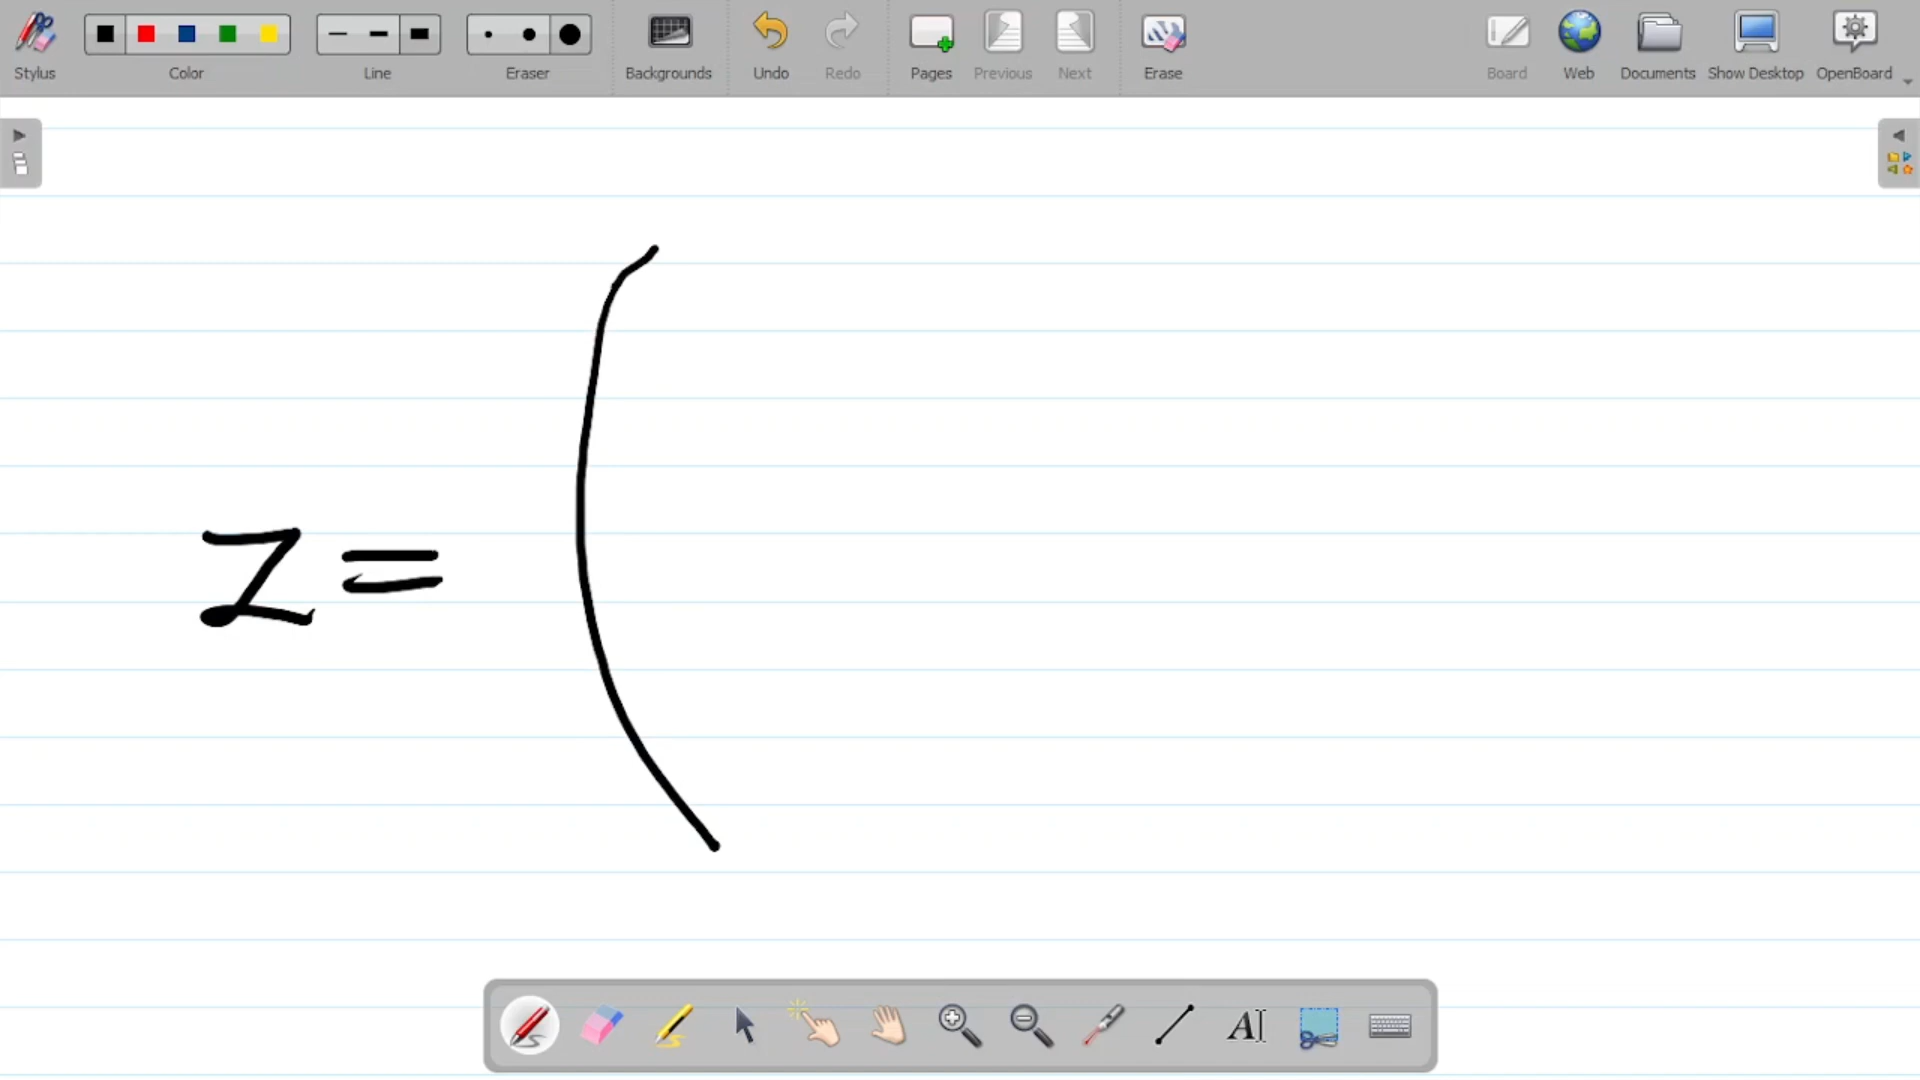 Stylus
Color
Line
Eraser
Backgrounds
Undo
Redo
Pages
Previous
Next
Erase
Board
Web
Documents
Show Desktop
OpenBoard
z = (
A